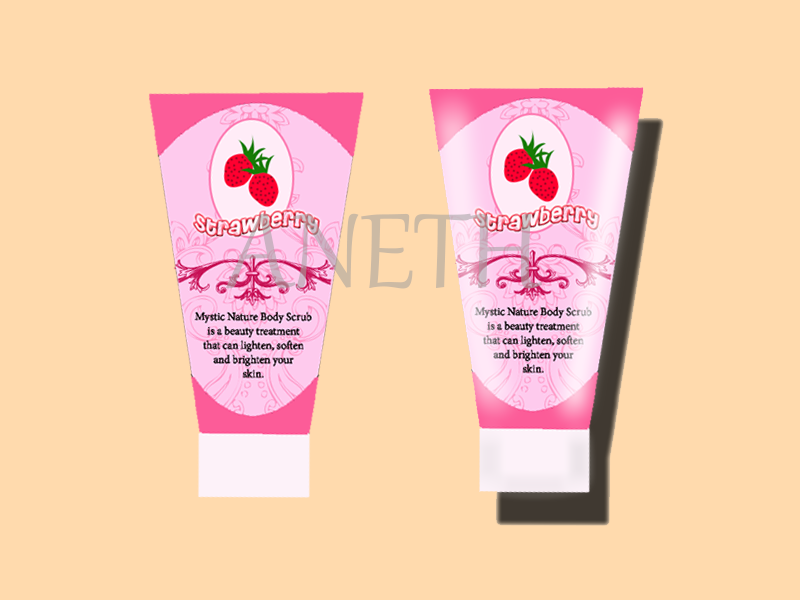 Strawberry
Mystic Nature Body Scrub
is a beauty treatment
that can lighten, soften
and brighten your
skin.
Strawberry
Mystic Nature Body Scrub
is a beauty treatment
that can lighten, soften
and brighten your
skin.
ANETH